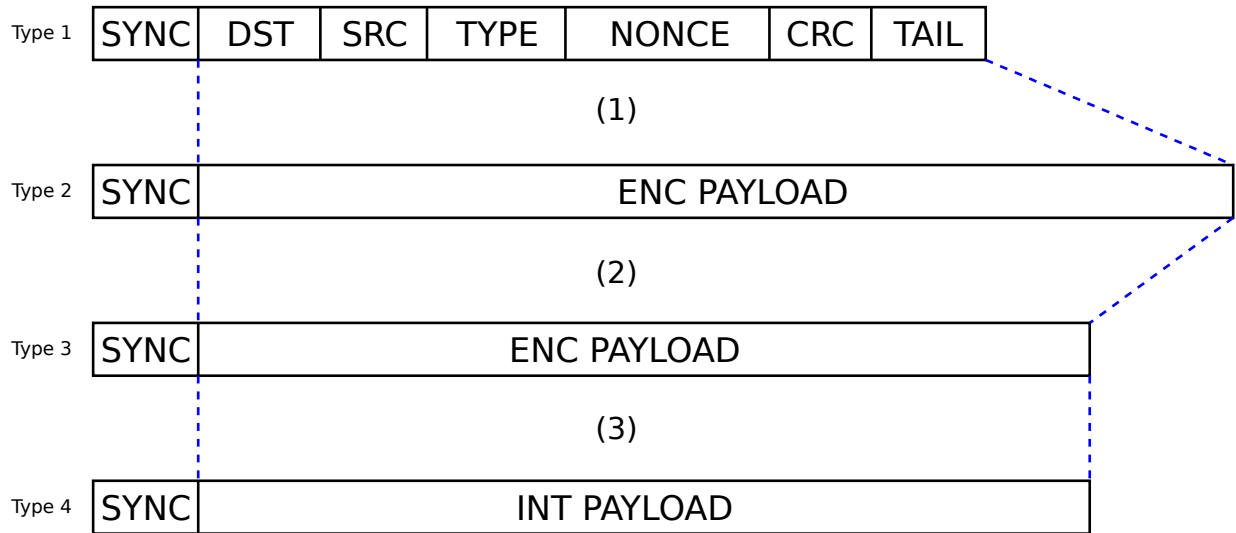 Type 1 SYNC DST SRC TYPE NONCE CRC TAIL
(1)
Type 2 SYNC ENC PAYLOAD
(2)
Type 3 SYNC ENC PAYLOAD
(3)
Type 4 SYNC INT PAYLOAD